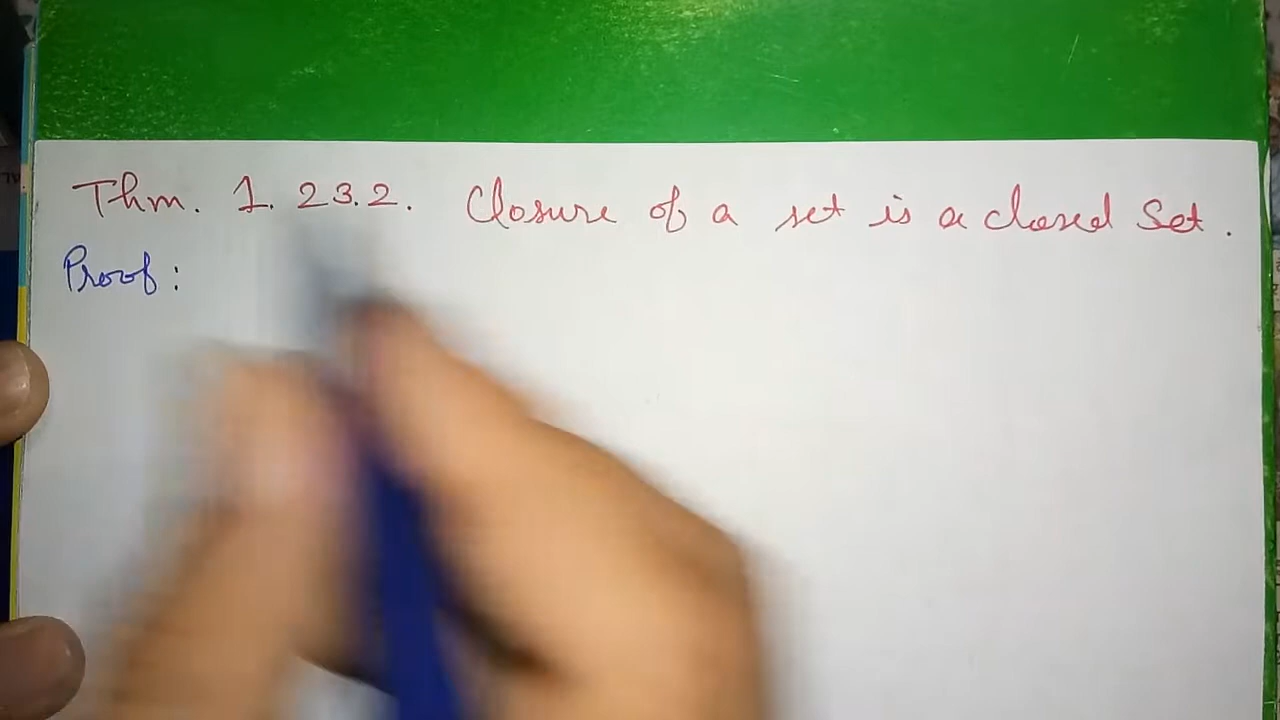 Thm. 1. 23.2. Closure of a set is a closed Set.
Proof: